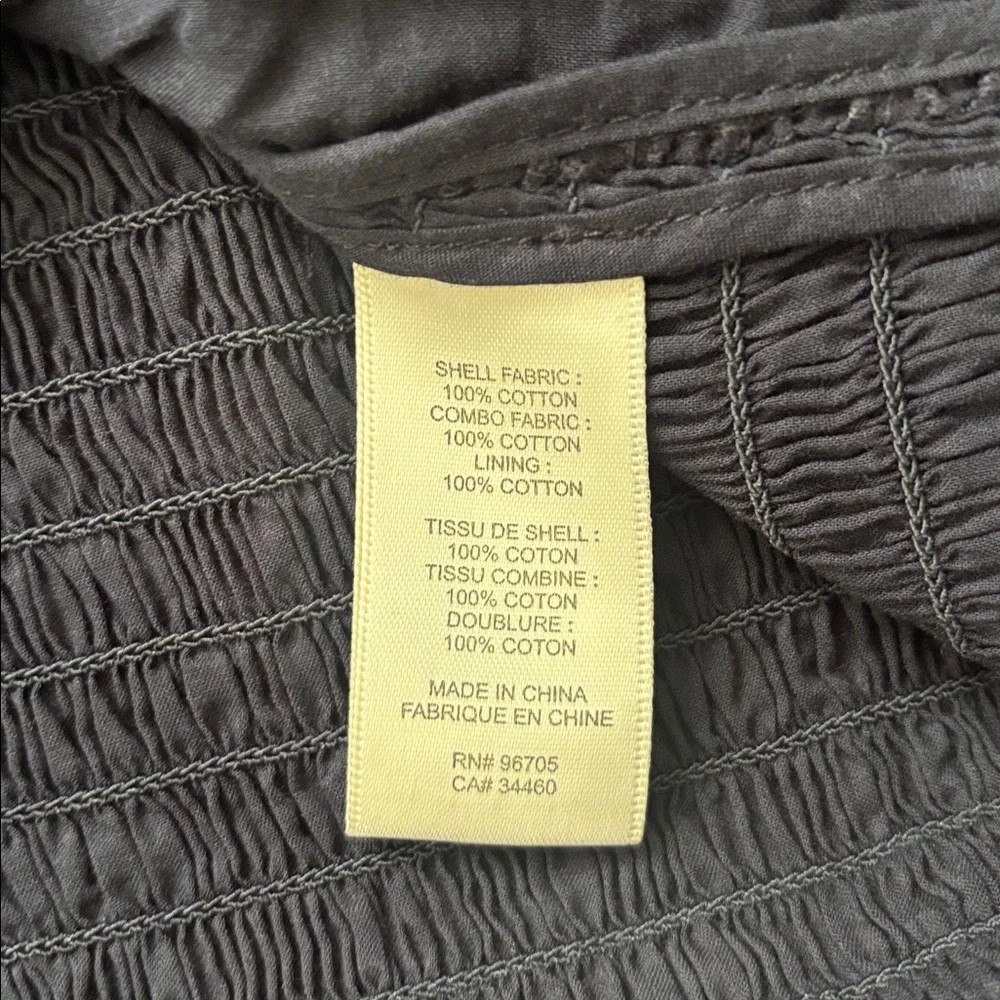 SHELL FABRIC :
100% COTTON
COMBO FABRIC :
100% COTTON
LINING :
100% COTTON
TISSU DE SHELL :
100% COTON
TISSU COMBINE :
100% COTON
DOUBLURE :
100% COTON
MADE IN CHINA
FABRIQUE EN CHINE
RN# 96705
CA# 34460